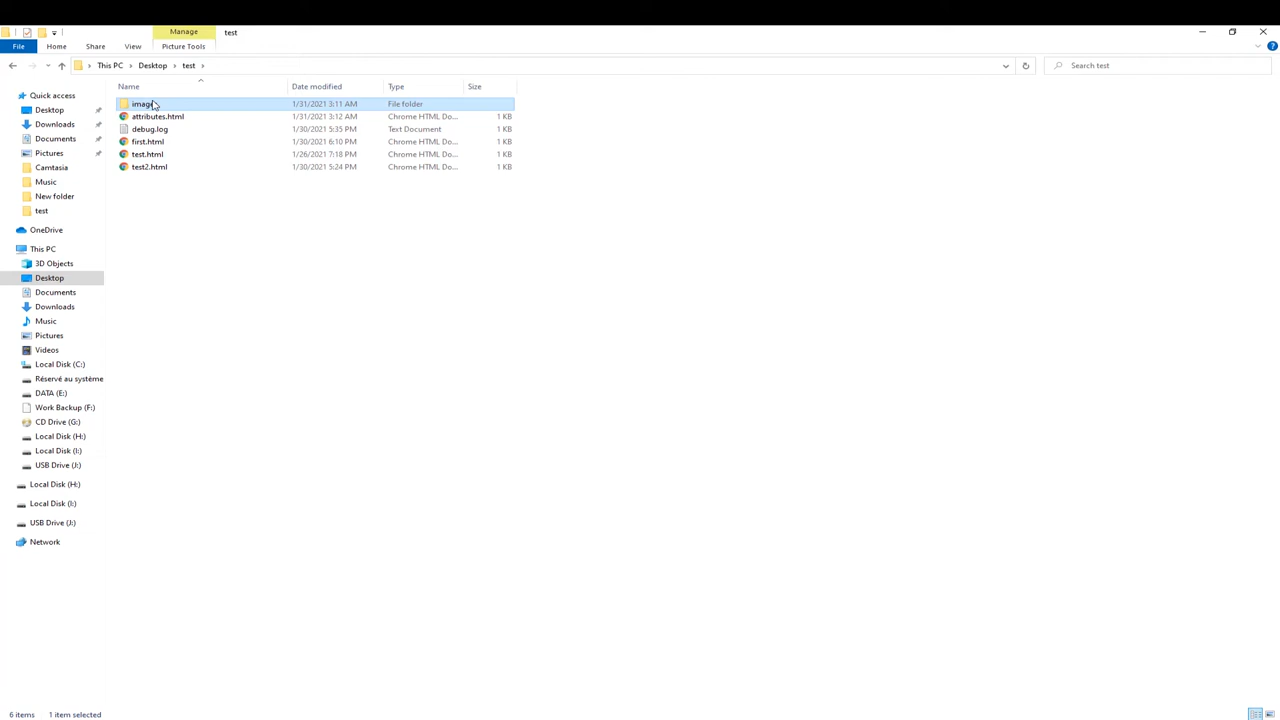 Manage
test
File
Home
Share
View
Picture Tools
This PC
Desktop
test
Search test
Name
Date modified
Type
Size
image
1/31/2021 3:11 AM
File folder
attributes.html
1/31/2021 3:12 AM
Chrome HTML Do...
1 KB
debug.log
1/30/2021 5:35 PM
Text Document
1 KB
first.html
1/30/2021 6:10 PM
Chrome HTML Do...
1 KB
test.html
1/26/2021 7:18 PM
Chrome HTML Do...
1 KB
test2.html
1/30/2021 5:24 PM
Chrome HTML Do...
1 KB
Quick access
Desktop
Downloads
Documents
Pictures
Camtasia
Music
New folder
test
OneDrive
This PC
3D Objects
Desktop
Documents
Downloads
Music
Pictures
Videos
Local Disk (C:)
Réservé au système
DATA (E:)
Work Backup (F:)
CD Drive (G:)
Local Disk (H:)
Local Disk (I:)
USB Drive (J:)
Local Disk (H:)
Local Disk (I:)
USB Drive (J:)
Network
6 items
1 item selected